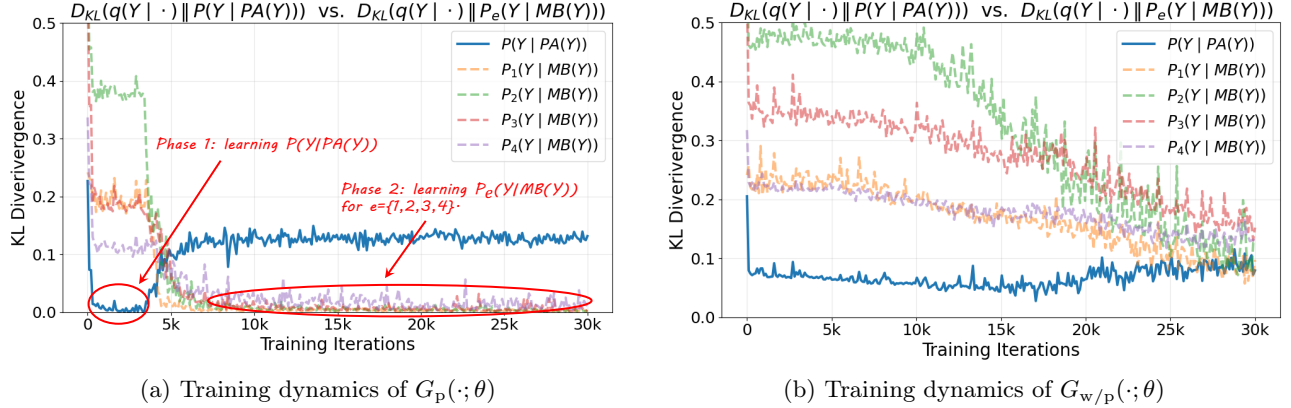 D_KL(q(Y | ·) ‖ P(Y | PA(Y))) vs. D_KL(q(Y | ·) ‖ P_e(Y | MB(Y)))
KL Diverivergence
0.5
0.4
0.3
0.2
0.1
0.0
P(Y | PA(Y))
P_1(Y | MB(Y))
P_2(Y | MB(Y))
P_3(Y | MB(Y))
P_4(Y | MB(Y))
Phase 1: learning P(Y|PA(Y))
Phase 2: learning P_e(Y|MB(Y))
for e={1,2,3,4}.
0 5k 10k 15k 20k 25k 30k
Training Iterations
(a) Training dynamics of G_p(·; θ)
D_KL(q(Y | ·) ‖ P(Y | PA(Y))) vs. D_KL(q(Y | ·) ‖ P_e(Y | MB(Y)))
KL Diverivergence
0.5
0.4
0.3
0.2
0.1
0.0
P(Y | PA(Y))
P_1(Y | MB(Y))
P_2(Y | MB(Y))
P_3(Y | MB(Y))
P_4(Y | MB(Y))
0 5k 10k 15k 20k 25k 30k
Training Iterations
(b) Training dynamics of G_w/p(·; θ)